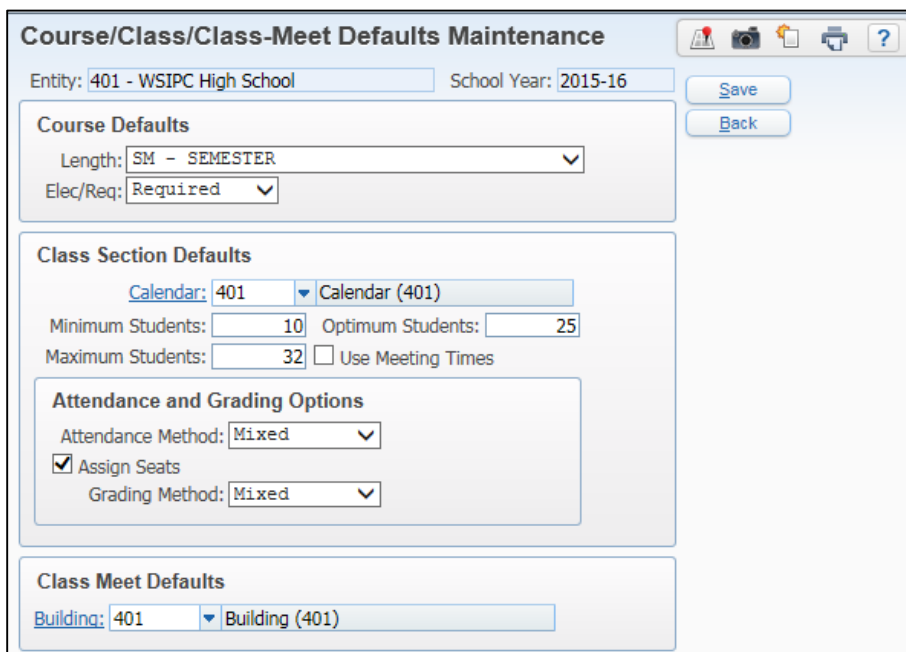 Course/Class/Class-Meet Defaults Maintenance
?
Entity: 401 - WSIPC High School School Year: 2015-16
Save
Back
Course Defaults
Length: SM - SEMESTER
Elec/Req: Required
Class Section Defaults
Calendar: 401 Calendar (401)
Minimum Students: 10 Optimum Students: 25
Maximum Students: 32 Use Meeting Times
Attendance and Grading Options
Attendance Method: Mixed
Assign Seats
Grading Method: Mixed
Class Meet Defaults
Building: 401 Building (401)